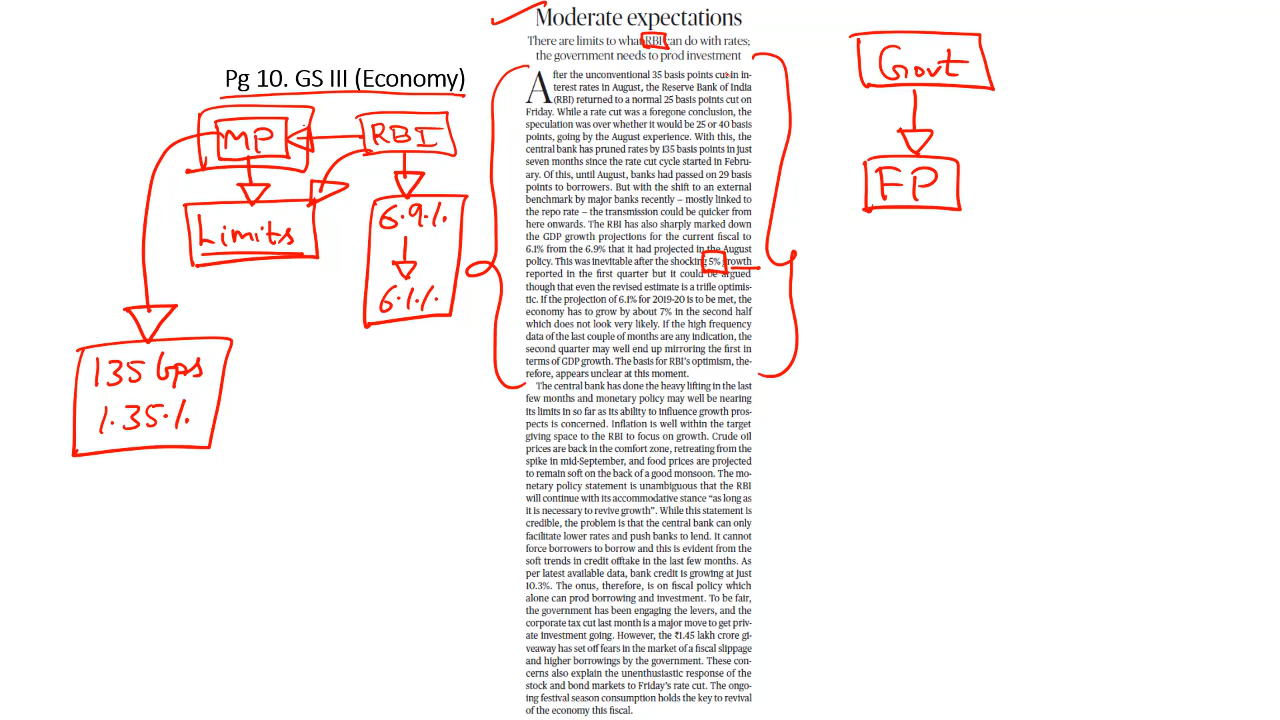 Moderate expectations
There are limits to what RBI can do with rates;
the government needs to prod investment
After the unconventional 35 basis points cut in in-
terest rates in August, the Reserve Bank of India
(RBI) returned to a normal 25 basis points cut on
Friday. While a rate cut was a foregone conclusion, the
speculation was over whether it would be 25 or 40 basis
points, going by the August experience. With this, the
central bank has pruned rates by 135 basis points in just
seven months since the rate cut cycle started in Febru-
ary. Of this, until August, banks had passed on 29 basis
points to borrowers. But with the shift to an external
benchmark by major banks recently – mostly linked to
the repo rate – the transmission could be quicker from
here onwards. The RBI has also sharply marked down
the GDP growth projections for the current fiscal to
6.1% from the 6.9% that it had projected in the August
policy. This was inevitable after the shocking 5% growth
reported in the first quarter but it could be argued
though that even the revised estimate is a trifle optimis-
tic. If the projection of 6.1% for 2019-20 is to be met, the
economy has to grow by about 7% in the second half
which does not look very likely. If the high frequency
data of the last couple of months are any indication, the
second quarter may well end up mirroring the first in
terms of GDP growth. The basis for RBI's optimism, the-
refore, appears unclear at this moment.
The central bank has done the heavy lifting in the last
few months and monetary policy may well be nearing
its limits in so far as its ability to influence growth pros-
pects is concerned. Inflation is well within the target
giving space to the RBI to focus on growth. Crude oil
prices are back in the comfort zone, retreating from the
spike in mid-September, and food prices are projected
to remain soft on the back of a good monsoon. The mo-
netary policy statement is unambiguous that the RBI
will continue with its accommodative stance "as long as
it is necessary to revive growth". While this statement is
credible, the problem is that the central bank can only
facilitate lower rates and push banks to lend. It cannot
force borrowers to borrow and this is evident from the
soft trends in credit offtake in the last few months. As
per latest available data, bank credit is growing at just
10.3%. The onus, therefore, is on fiscal policy which
alone can prod borrowing and investment. To be fair,
the government has been engaging the levers, and the
corporate tax cut last month is a major move to get priv-
ate investment going. However, the ₹1.45 lakh crore gi-
veaway has set off fears in the market of a fiscal slippage
and higher borrowings by the government. These con-
cerns also explain the unenthusiastic response of the
stock and bond markets to Friday's rate cut. The ongo-
ing festival season consumption holds the key to revival
of the economy this fiscal.
Pg 10. GS III (Economy)
MP
RBI
Limits
6.9%
6.1%
135 bps
1.35%
Govt
FP